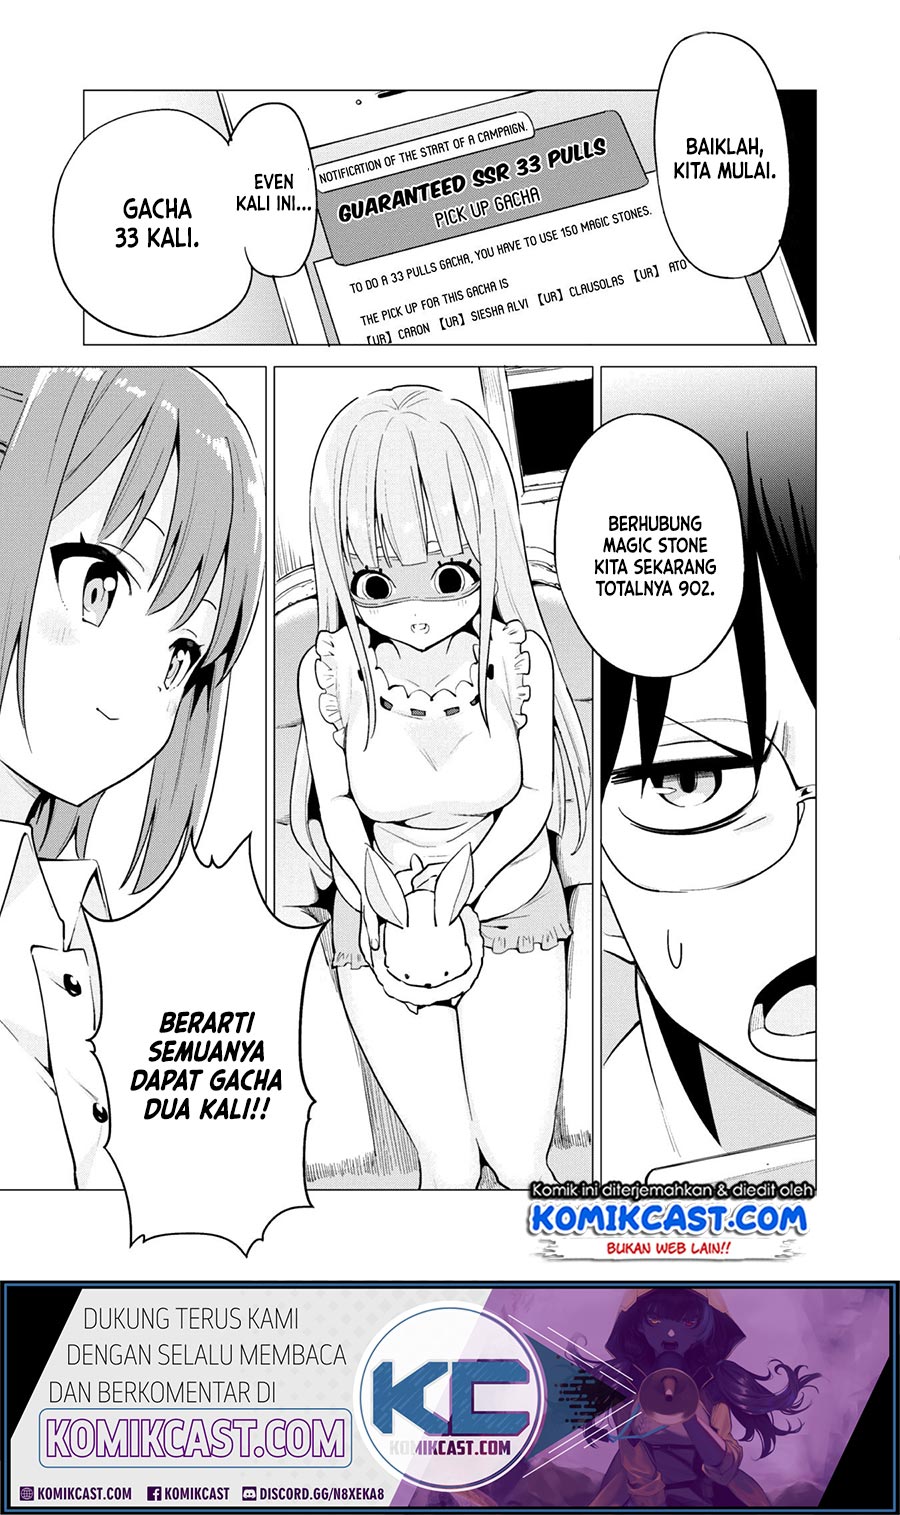 BAIKLAH,
KITA MULAI.
NOTIFICATION OF THE START OF A CAMPAIGN.
GUARANTEED SSR 33 PULLS
PICK UP GACHA
TO DO A 33 PULLS GACHA, YOU HAVE TO USE 150 MAGIC STONES.
THE PICK UP FOR THIS GACHA IS
【UR】 CARON 【UR】 SIESHA ALVI 【UR】 CLAUSOLAS 【UR】 ATO
EVEN
KALI INI...
GACHA
33 KALI.
BERHUBUNG
MAGIC STONE
KITA SEKARANG
TOTALNYA 902.
BERARTI
SEMUANYA
DAPAT GACHA
DUA KALI!!
Komik ini diterjemahkan & diedit oleh
KOMIKCAST.COM
BUKAN WEB LAIN!!
DUKUNG TERUS KAMI
DENGAN SELALU MEMBACA
DAN BERKOMENTAR DI
KOMIKCAST.COM
KC
KOMIKCAST.COM
KOMIKCAST.COM KOMIKCAST DISCORD.GG/N8XEKA8